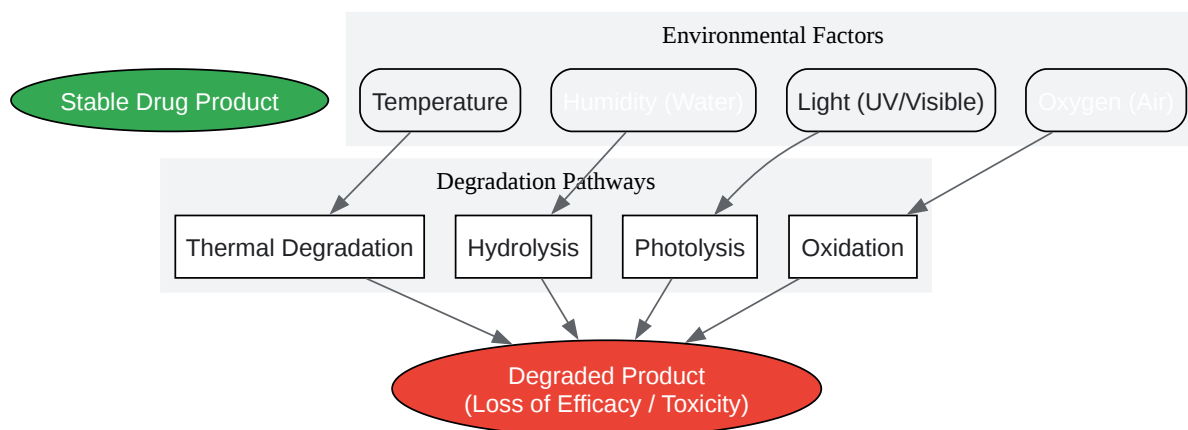 Environmental Factors
Stable Drug Product
Temperature
Humidity (Water)
Light (UV/Visible)
Oxygen (Air)
Degradation Pathways
Thermal Degradation
Hydrolysis
Photolysis
Oxidation
Degraded Product
(Loss of Efficacy / Toxicity)